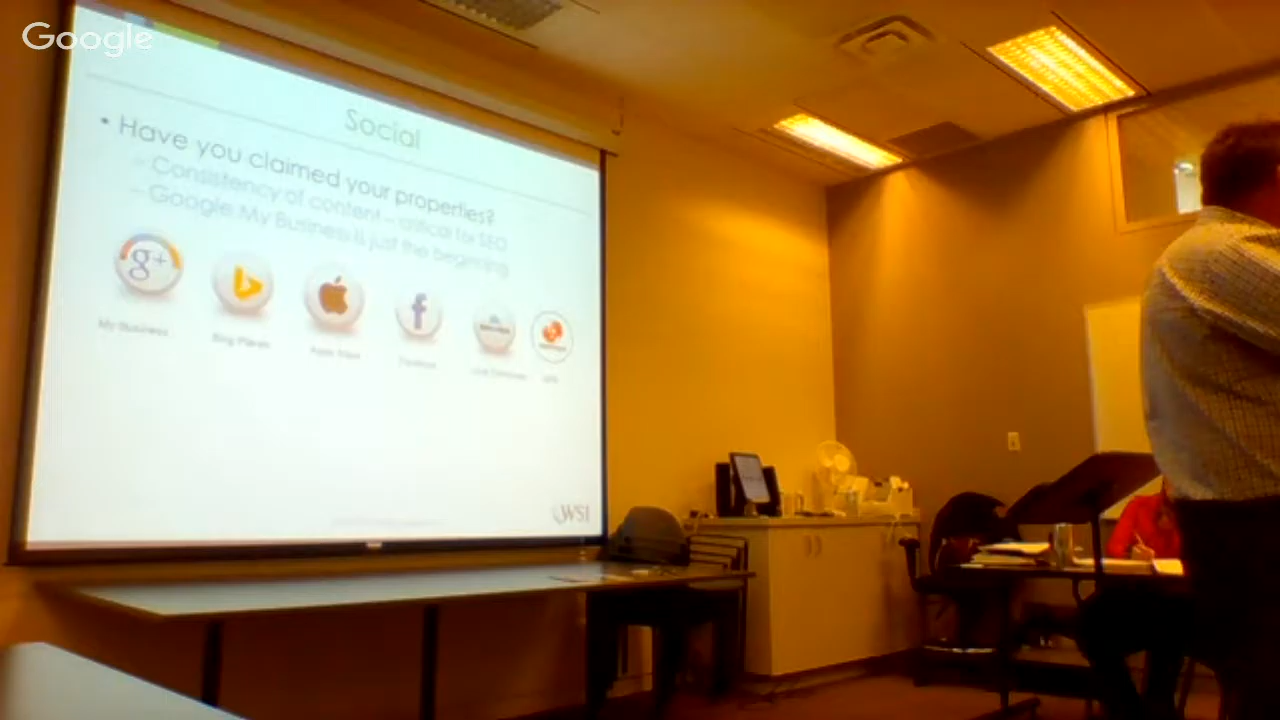 Google
Social
• Have you claimed your properties?
– Consistency of content – critical for SEO
– Google My Business is just the beginning
g+
f
My Business
Bing Places
Apple Maps
Facebook
WSI